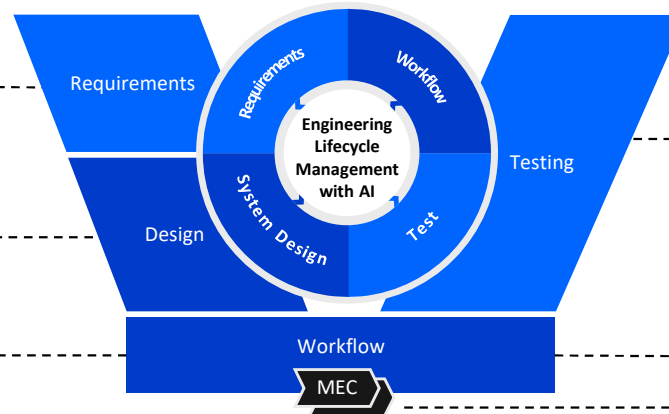 Requirements
Design
Requirements
Workflow
System Design
Test
Engineering
Lifecycle
Management
with AI
Testing
Workflow
MEC